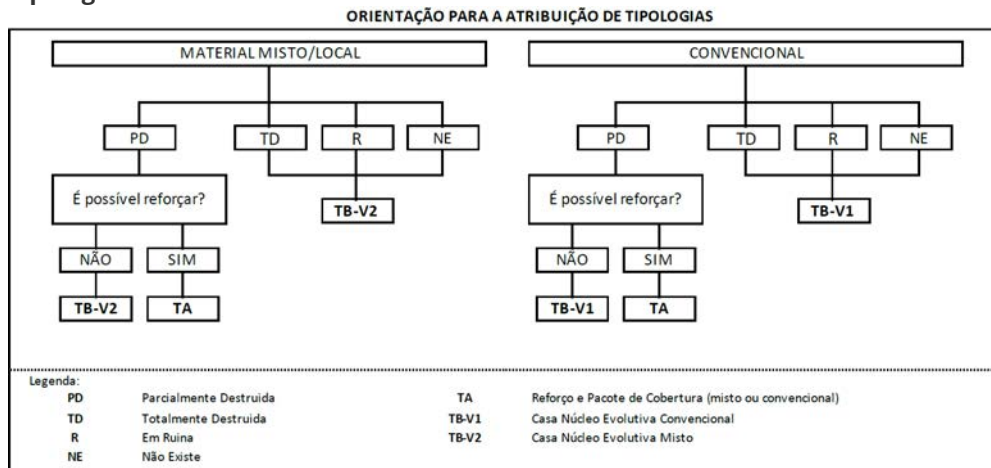 ORIENTAÇÃO PARA A ATRIBUIÇÃO DE TIPOLOGIAS
MATERIAL MISTO/LOCAL
CONVENCIONAL
PD TD R NE
PD TD R NE
É possível reforçar?
TB-V2
É possível reforçar?
TB-V1
NÃO SIM
NÃO SIM
TB-V2 TA
TB-V1 TA
Legenda:
PD Parcialmente Destruida
TD Totalmente Destruida
R Em Ruina
NE Não Existe
TA Reforço e Pacote de Cobertura (misto ou convencional)
TB-V1 Casa Núcleo Evolutiva Convencional
TB-V2 Casa Núcleo Evolutiva Misto